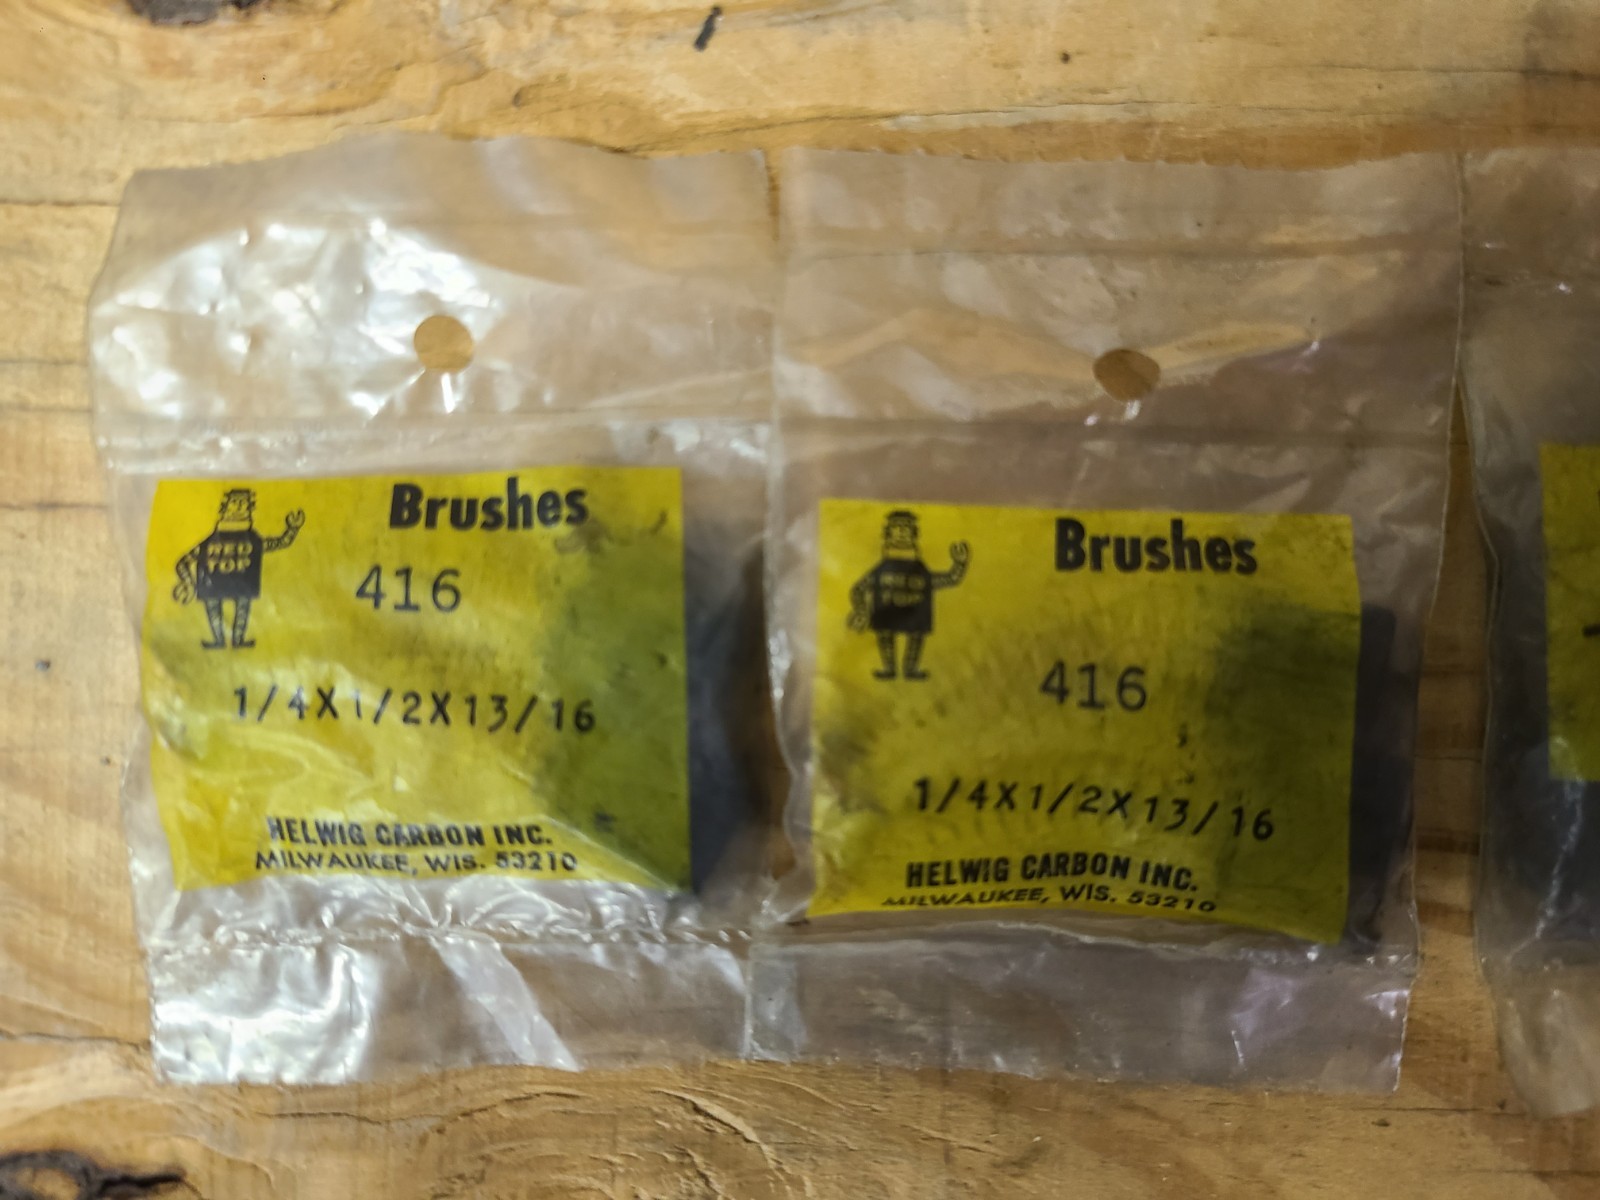 Brushes
RED
TOP
416
1/4X1/2X13/16
HELWIG CARBON INC.
MILWAUKEE, WIS. 53210
Brushes
RED
TOP
416
1/4X1/2X13/16
HELWIG CARBON INC.
MILWAUKEE, WIS. 53210